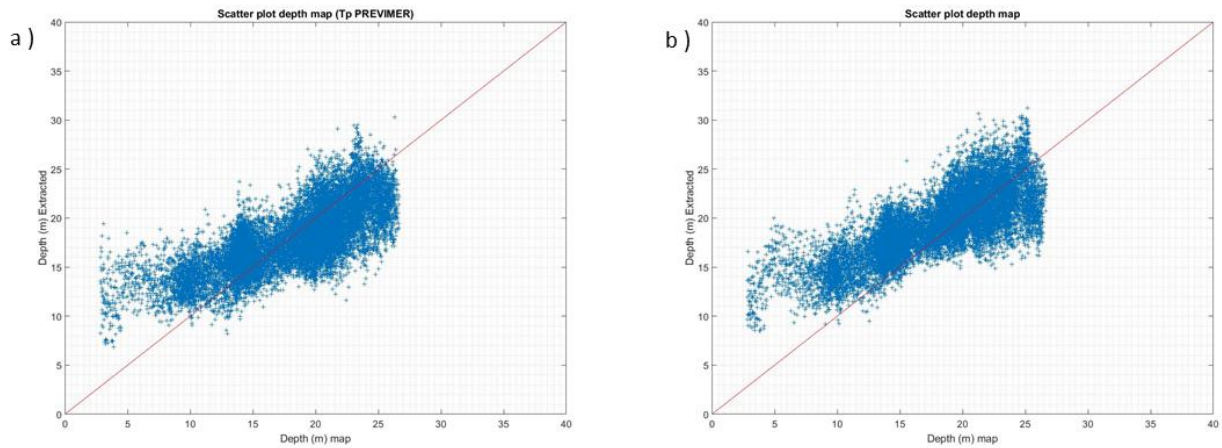 a )
Scatter plot depth map (Tp PREVIMER)
40
35
30
25
20
15
10
5
0
Depth (m) Extracted
0 5 10 15 20 25 30 35 40
Depth (m) map
b )
Scatter plot depth map
40
35
30
25
20
15
10
5
0
Depth (m) Extracted
0 5 10 15 20 25 30 35 40
Depth (m) map